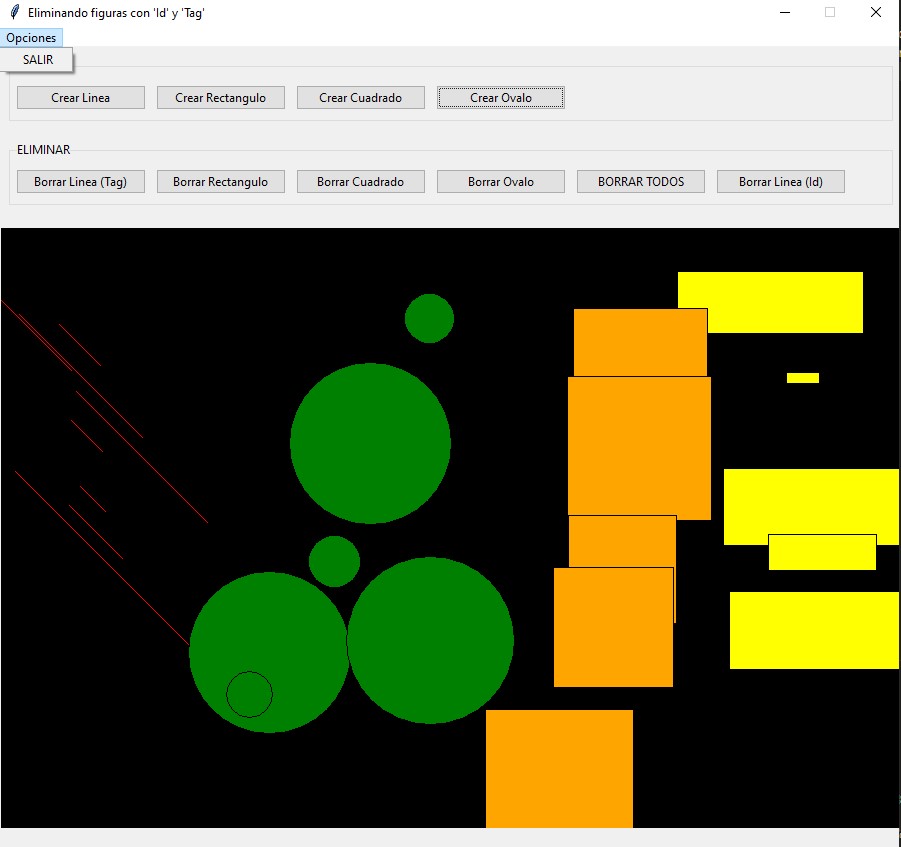 Eliminando figuras con 'Id' y 'Tag'
Opciones
SALIR
Crear Linea Crear Rectangulo Crear Cuadrado Crear Ovalo
ELIMINAR
Borrar Linea (Tag) Borrar Rectangulo Borrar Cuadrado Borrar Ovalo BORRAR TODOS Borrar Linea (Id)